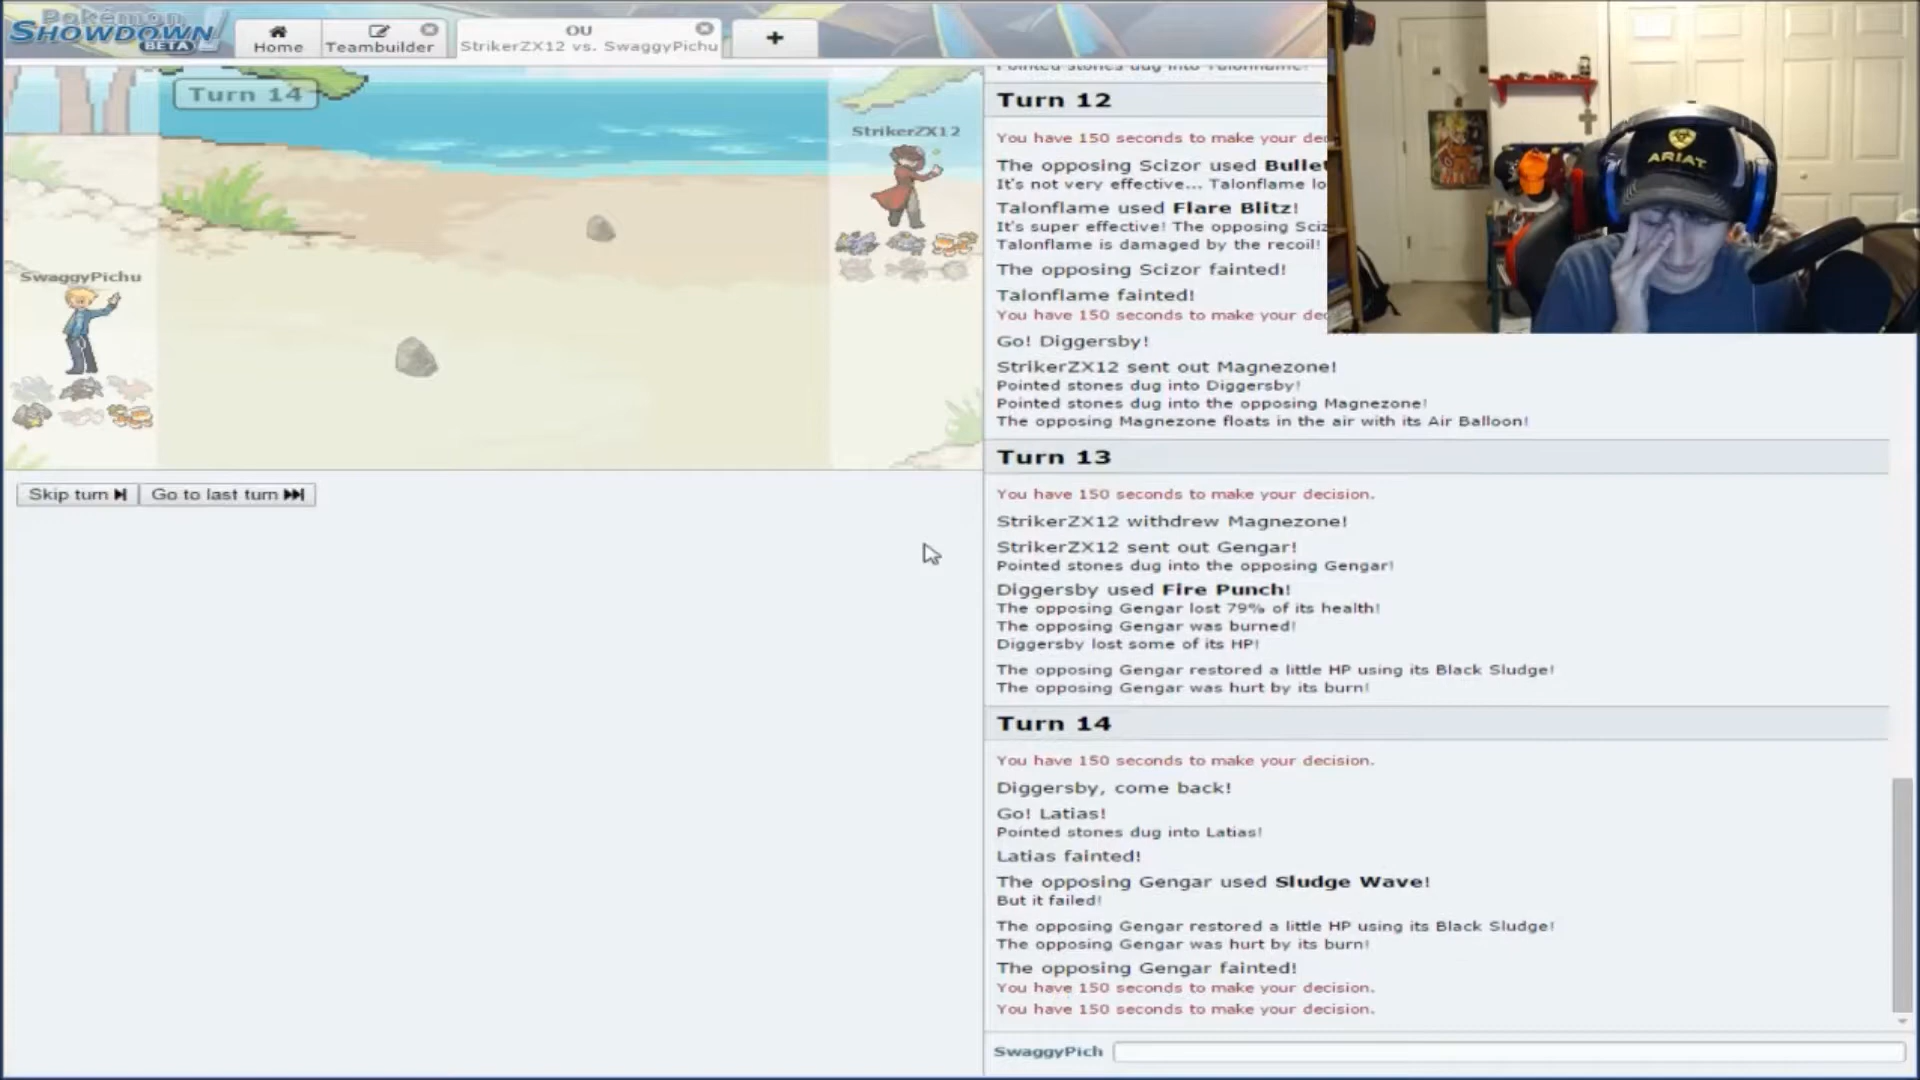 Pokémon
SHOWDOWN
BETA
Home
Teambuilder
OU
StrikerZX12 vs. SwaggyPichu
Turn 14
StrikerZX12
SwaggyPichu
Skip turn
Go to last turn
Pointed stones dug into Talonflame!
Turn 12
You have 150 seconds to make your dec
The opposing Scizor used Bullet
It's not very effective... Talonflame lo
Talonflame used Flare Blitz!
It's super effective! The opposing Sciz
Talonflame is damaged by the recoil!
The opposing Scizor fainted!
Talonflame fainted!
You have 150 seconds to make your dec
Go! Diggersby!
StrikerZX12 sent out Magnezone!
Pointed stones dug into Diggersby!
Pointed stones dug into the opposing Magnezone!
The opposing Magnezone floats in the air with its Air Balloon!
Turn 13
You have 150 seconds to make your decision.
StrikerZX12 withdrew Magnezone!
StrikerZX12 sent out Gengar!
Pointed stones dug into the opposing Gengar!
Diggersby used Fire Punch!
The opposing Gengar lost 79% of its health!
The opposing Gengar was burned!
Diggersby lost some of its HP!
The opposing Gengar restored a little HP using its Black Sludge!
The opposing Gengar was hurt by its burn!
Turn 14
You have 150 seconds to make your decision.
Diggersby, come back!
Go! Latias!
Pointed stones dug into Latias!
Latias fainted!
The opposing Gengar used Sludge Wave!
But it failed!
The opposing Gengar restored a little HP using its Black Sludge!
The opposing Gengar was hurt by its burn!
The opposing Gengar fainted!
You have 150 seconds to make your decision.
You have 150 seconds to make your decision.
SwaggyPich
ARIAT